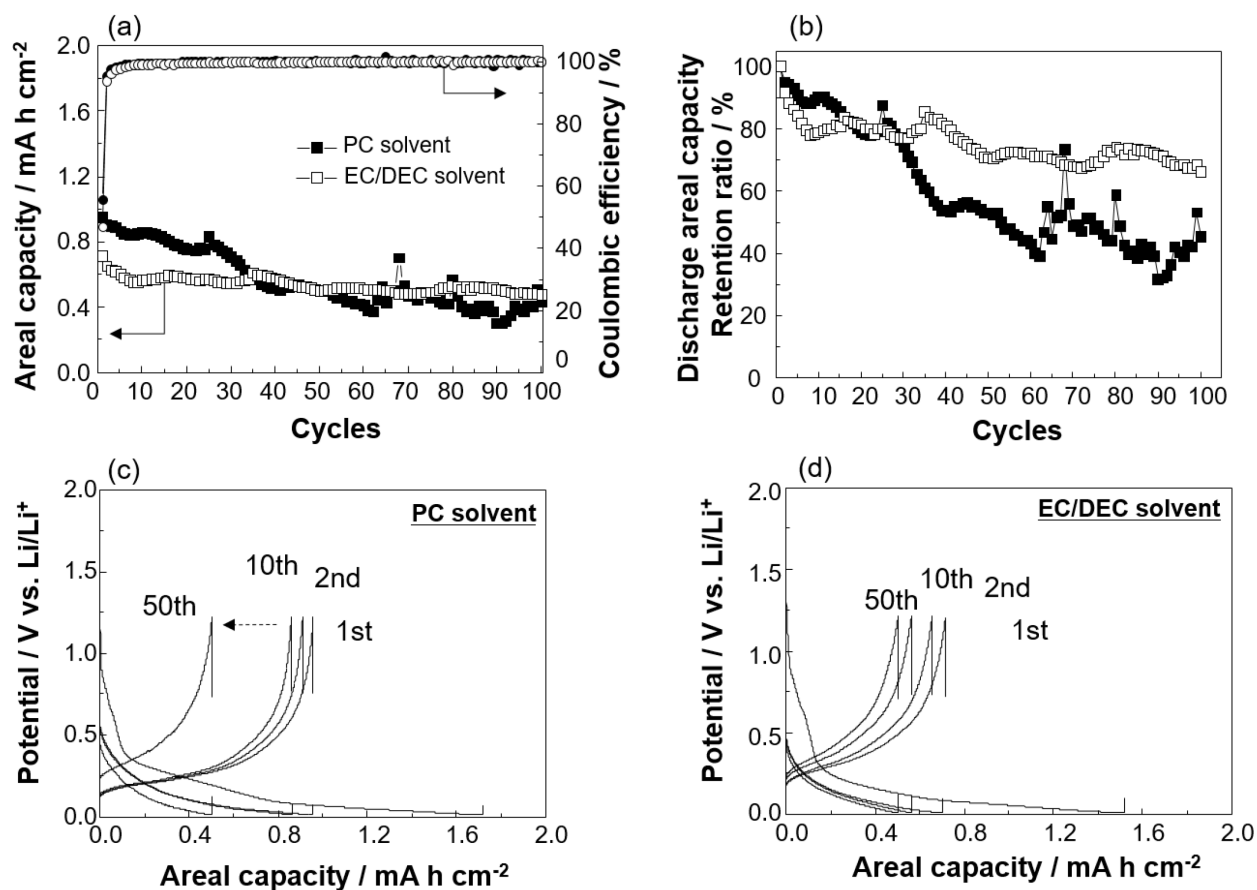 (a)
Areal capacity / mA h cm-2
2.0
1.6
1.2
0.8
0.4
0.0
PC solvent
EC/DEC solvent
100
80
60
40
20
0
Coulombic efficiency / %
0 10 20 30 40 50 60 70 80 90 100
Cycles
(b)
Discharge areal capacity
Retention ratio / %
100
80
60
40
20
0
0 10 20 30 40 50 60 70 80 90 100
Cycles
(c)
Potential / V vs. Li/Li+
2.0
1.5
1.0
0.5
0.0
PC solvent
10th
2nd
50th
1st
0.0 0.4 0.8 1.2 1.6 2.0
Areal capacity / mA h cm-2
(d)
Potential / V vs. Li/Li+
2.0
1.5
1.0
0.5
0.0
EC/DEC solvent
10th
2nd
50th
1st
0.0 0.4 0.8 1.2 1.6 2.0
Areal capacity / mA h cm-2